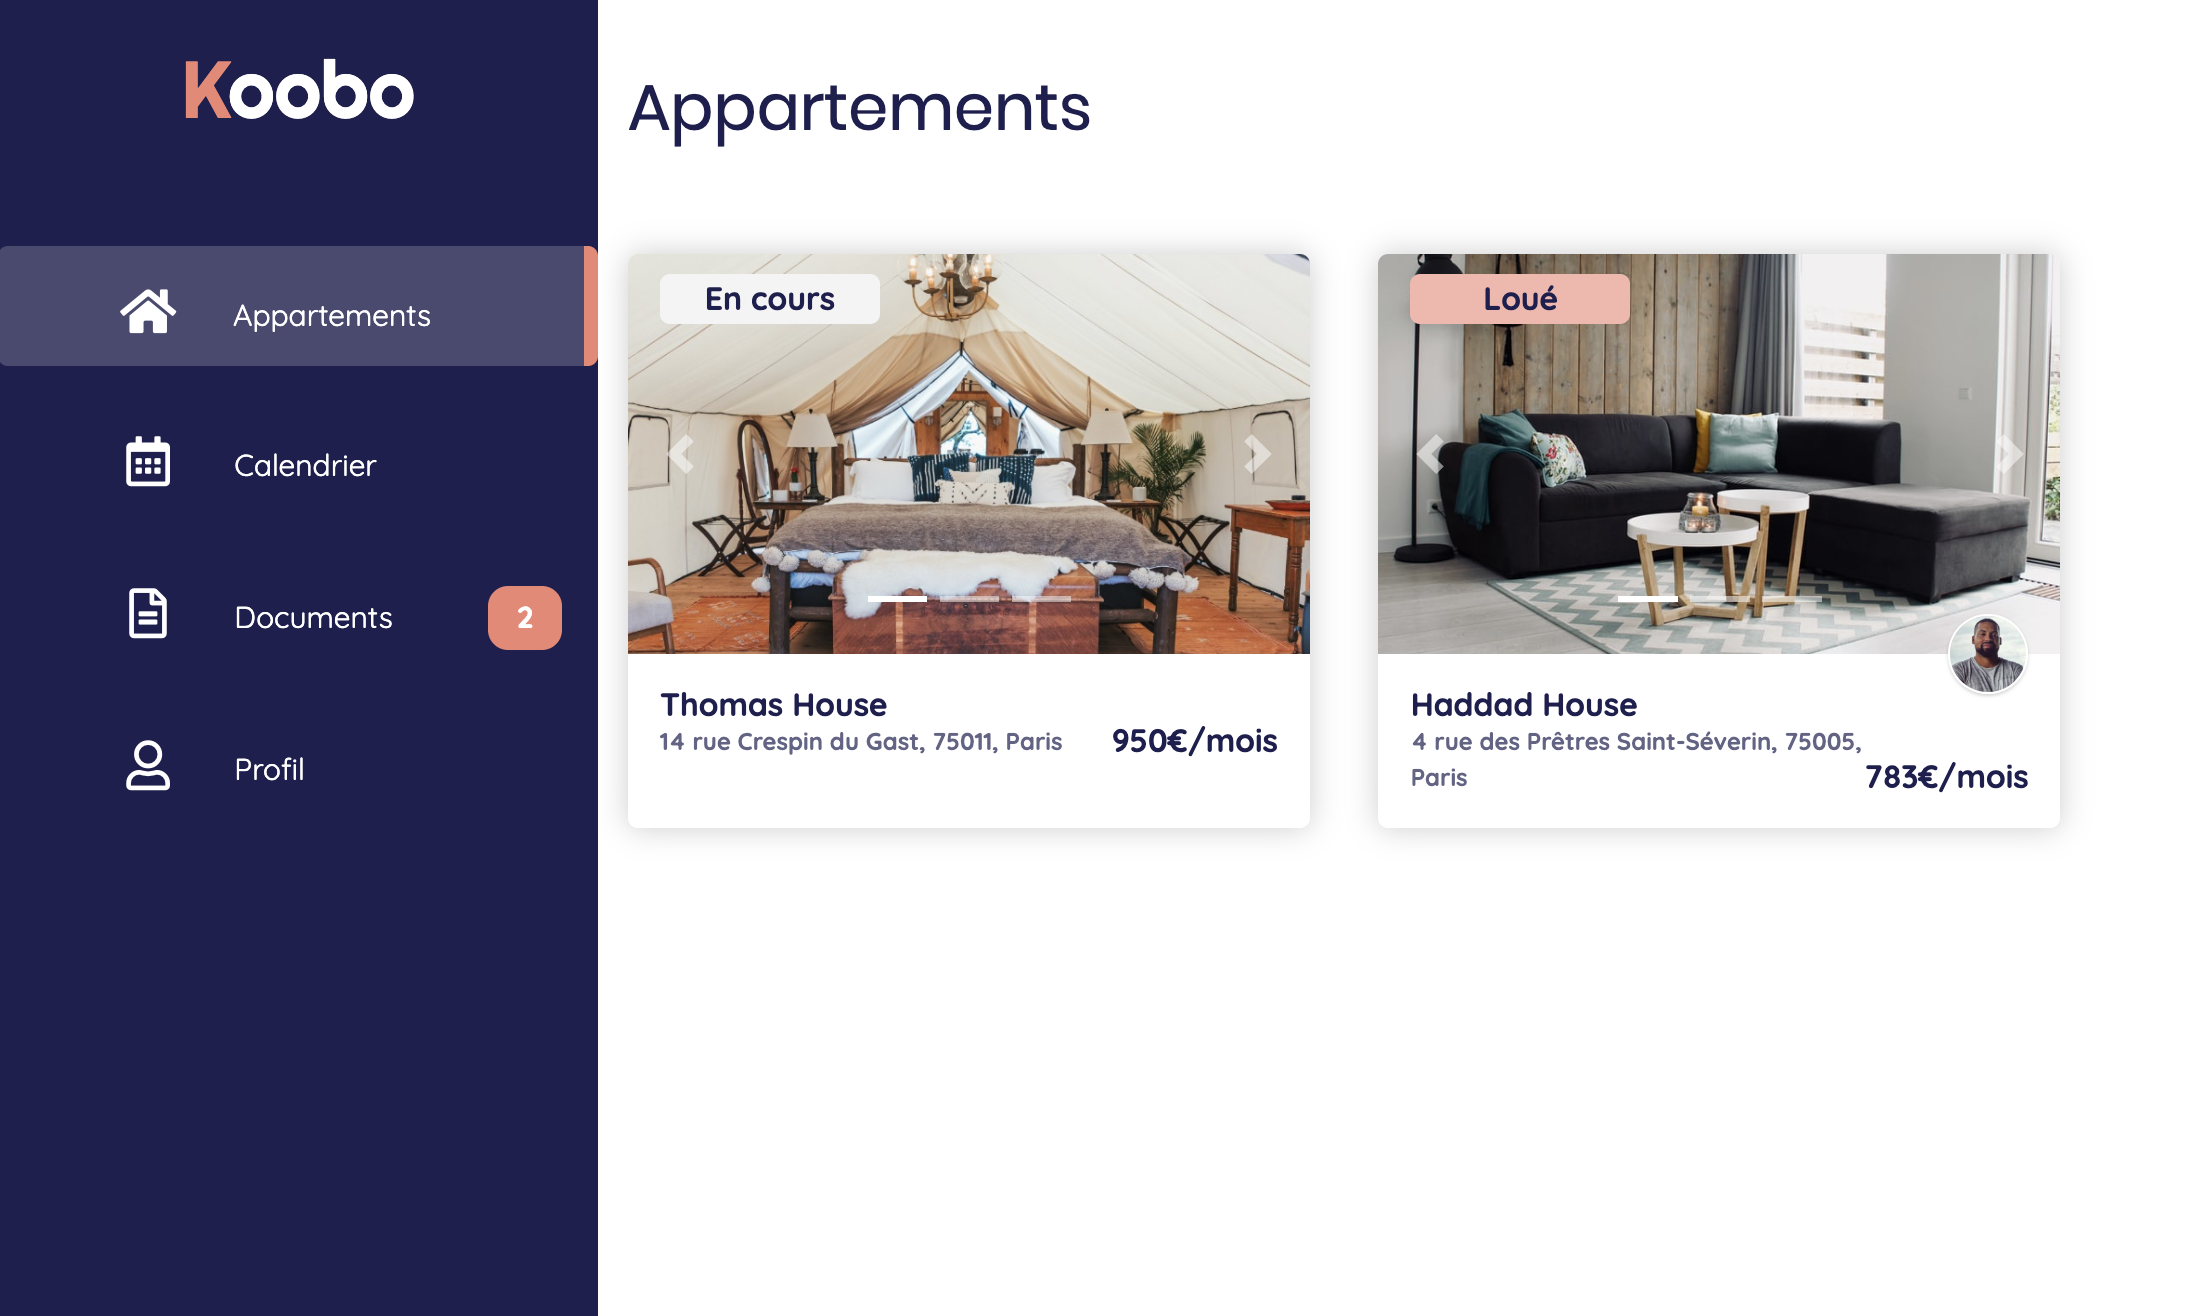 Koobo
Appartements
Calendrier
Documents 2
Profil
Appartements
En cours
Thomas House
14 rue Crespin du Gast, 75011, Paris 950€/mois
Loué
Haddad House
4 rue des Prêtres Saint-Séverin, 75005,
Paris 783€/mois